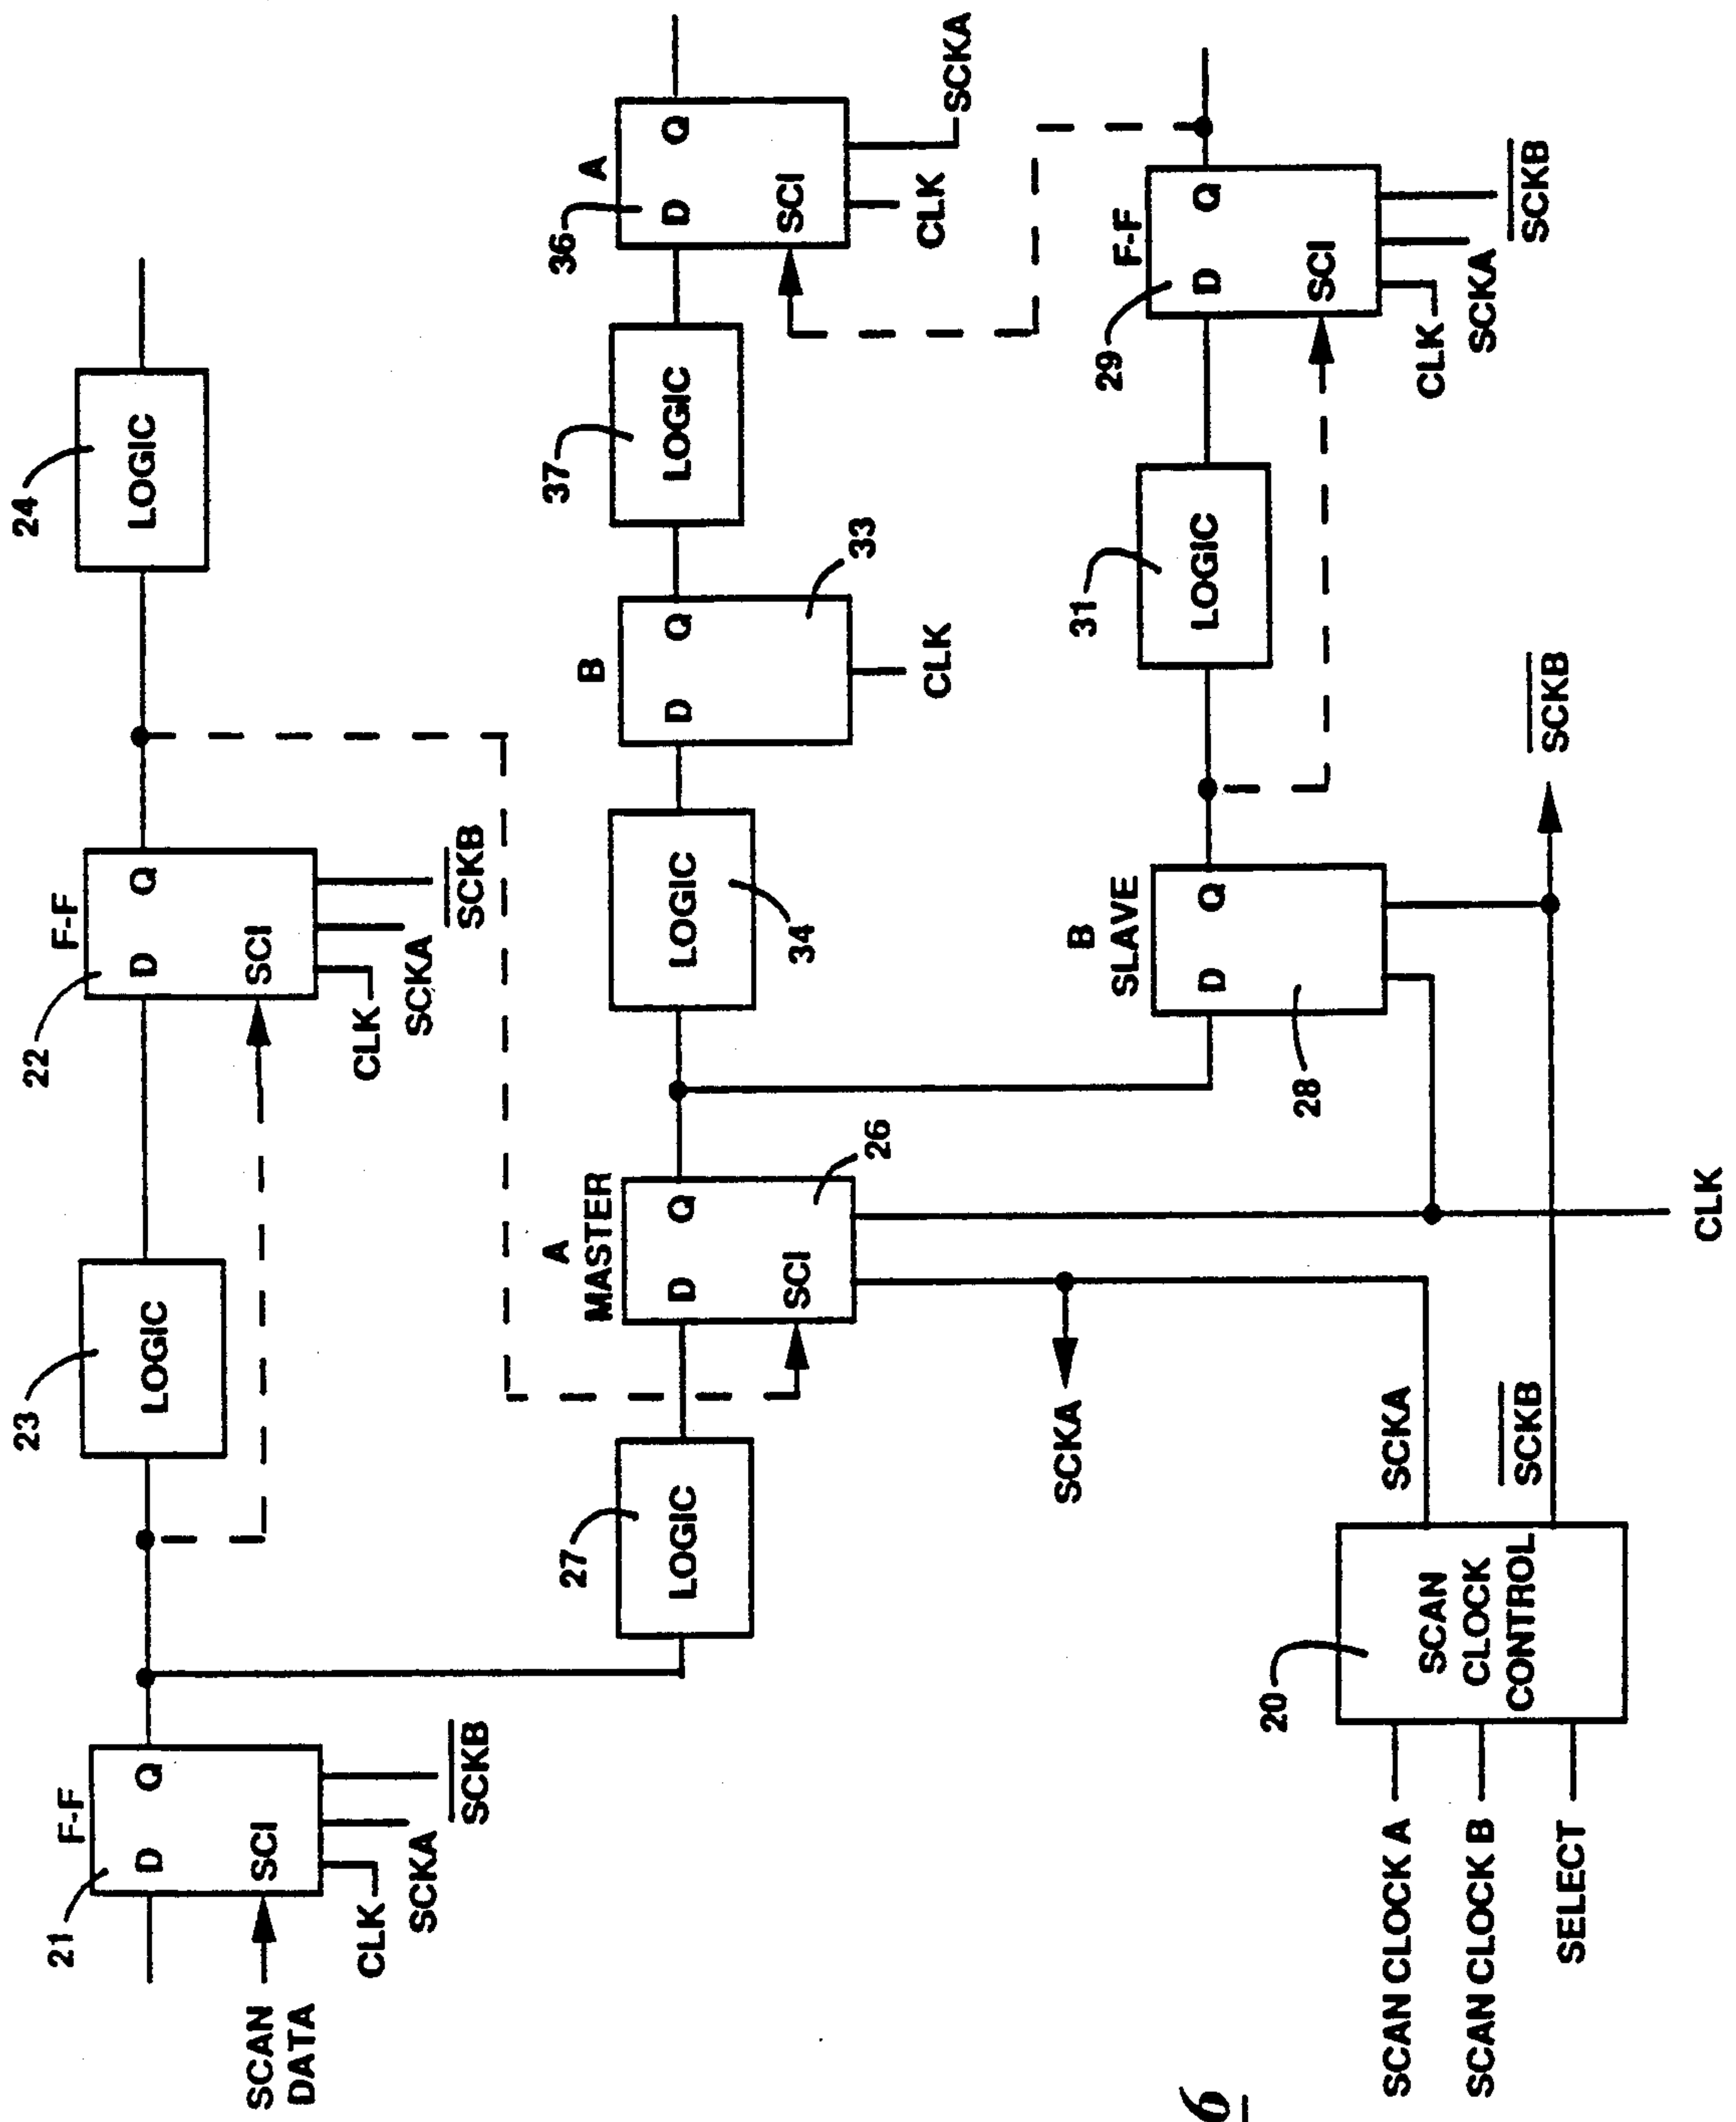 21
F-F
D Q
SCI
SCAN
DATA
CLK
SCKA
SCKB
23
LOGIC
22
F-F
D Q
SCI
CLK
SCKA
SCKB
24
LOGIC
27
LOGIC
A
MASTER
D Q
SCI
26
34
LOGIC
B
D Q
33
CLK
37
LOGIC
36
A
D Q
SCI
CLK
SCKA
SCKA
B
SLAVE
D Q
28
31
LOGIC
29
F-F
D Q
SCI
CLK
SCKA
SCKB
20
SCAN
CLOCK
CONTROL
SCAN CLOCK A
SCAN CLOCK B
SELECT
SCKA
SCKB
SCKB
CLK
6